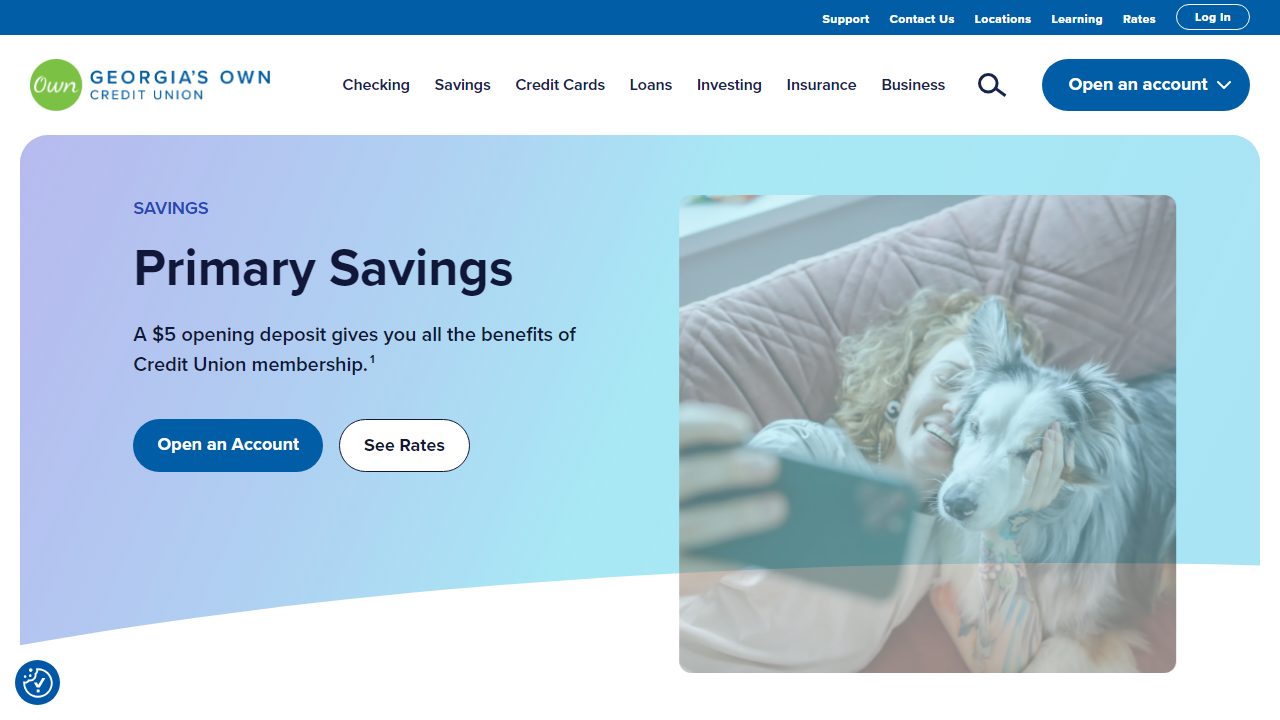 Support Contact Us Locations Learning Rates Log In
Own GEORGIA'S OWN
CREDIT UNION
Checking Savings Credit Cards Loans Investing Insurance Business Open an account
SAVINGS
Primary Savings
A $5 opening deposit gives you all the benefits of
Credit Union membership.¹
Open an Account See Rates